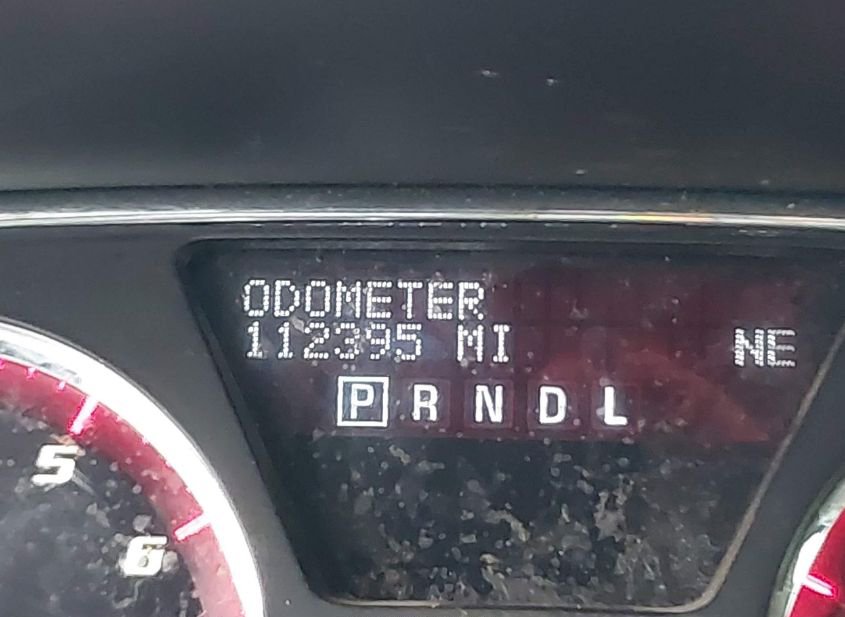 ODOMETER
112395 MI NE
P R N D L
5
6